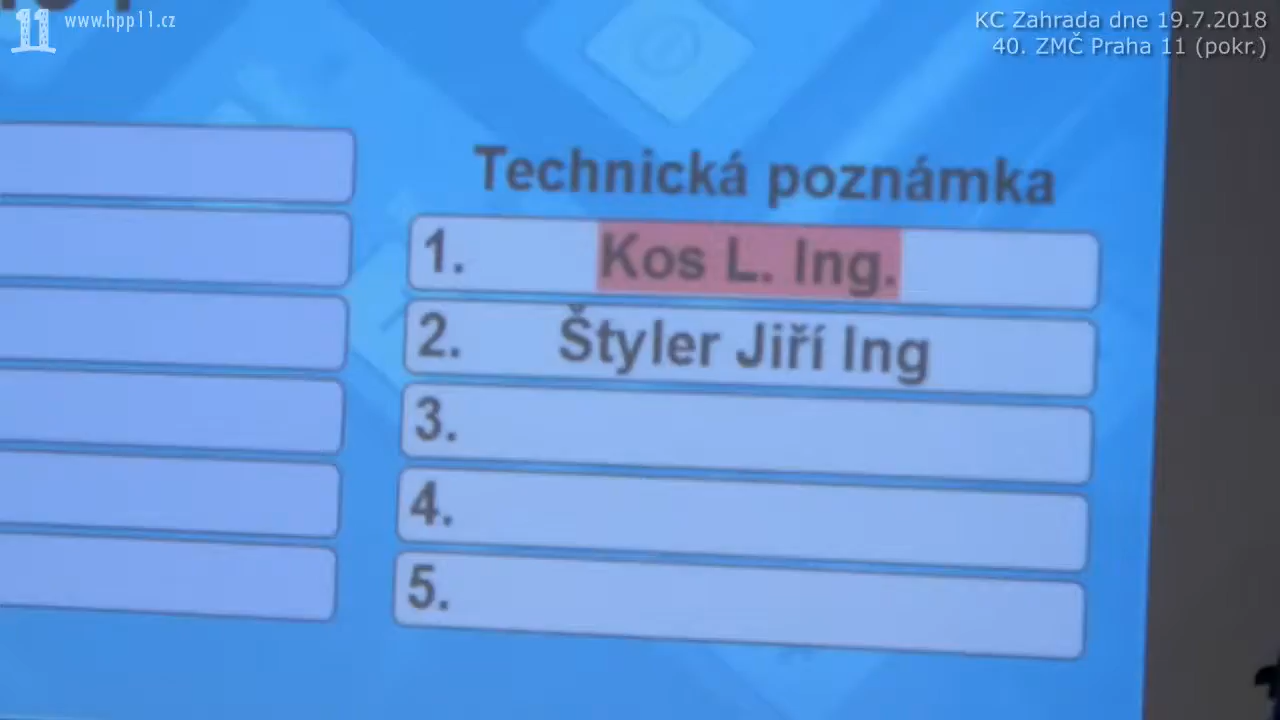 11 www.hpp11.cz
KC Zahrada dne 19.7.2018
40. ZMČ Praha 11 (pokr.)
Technická poznámka
1. Kos L. Ing.
2. Štyler Jiří Ing
3.
4.
5.